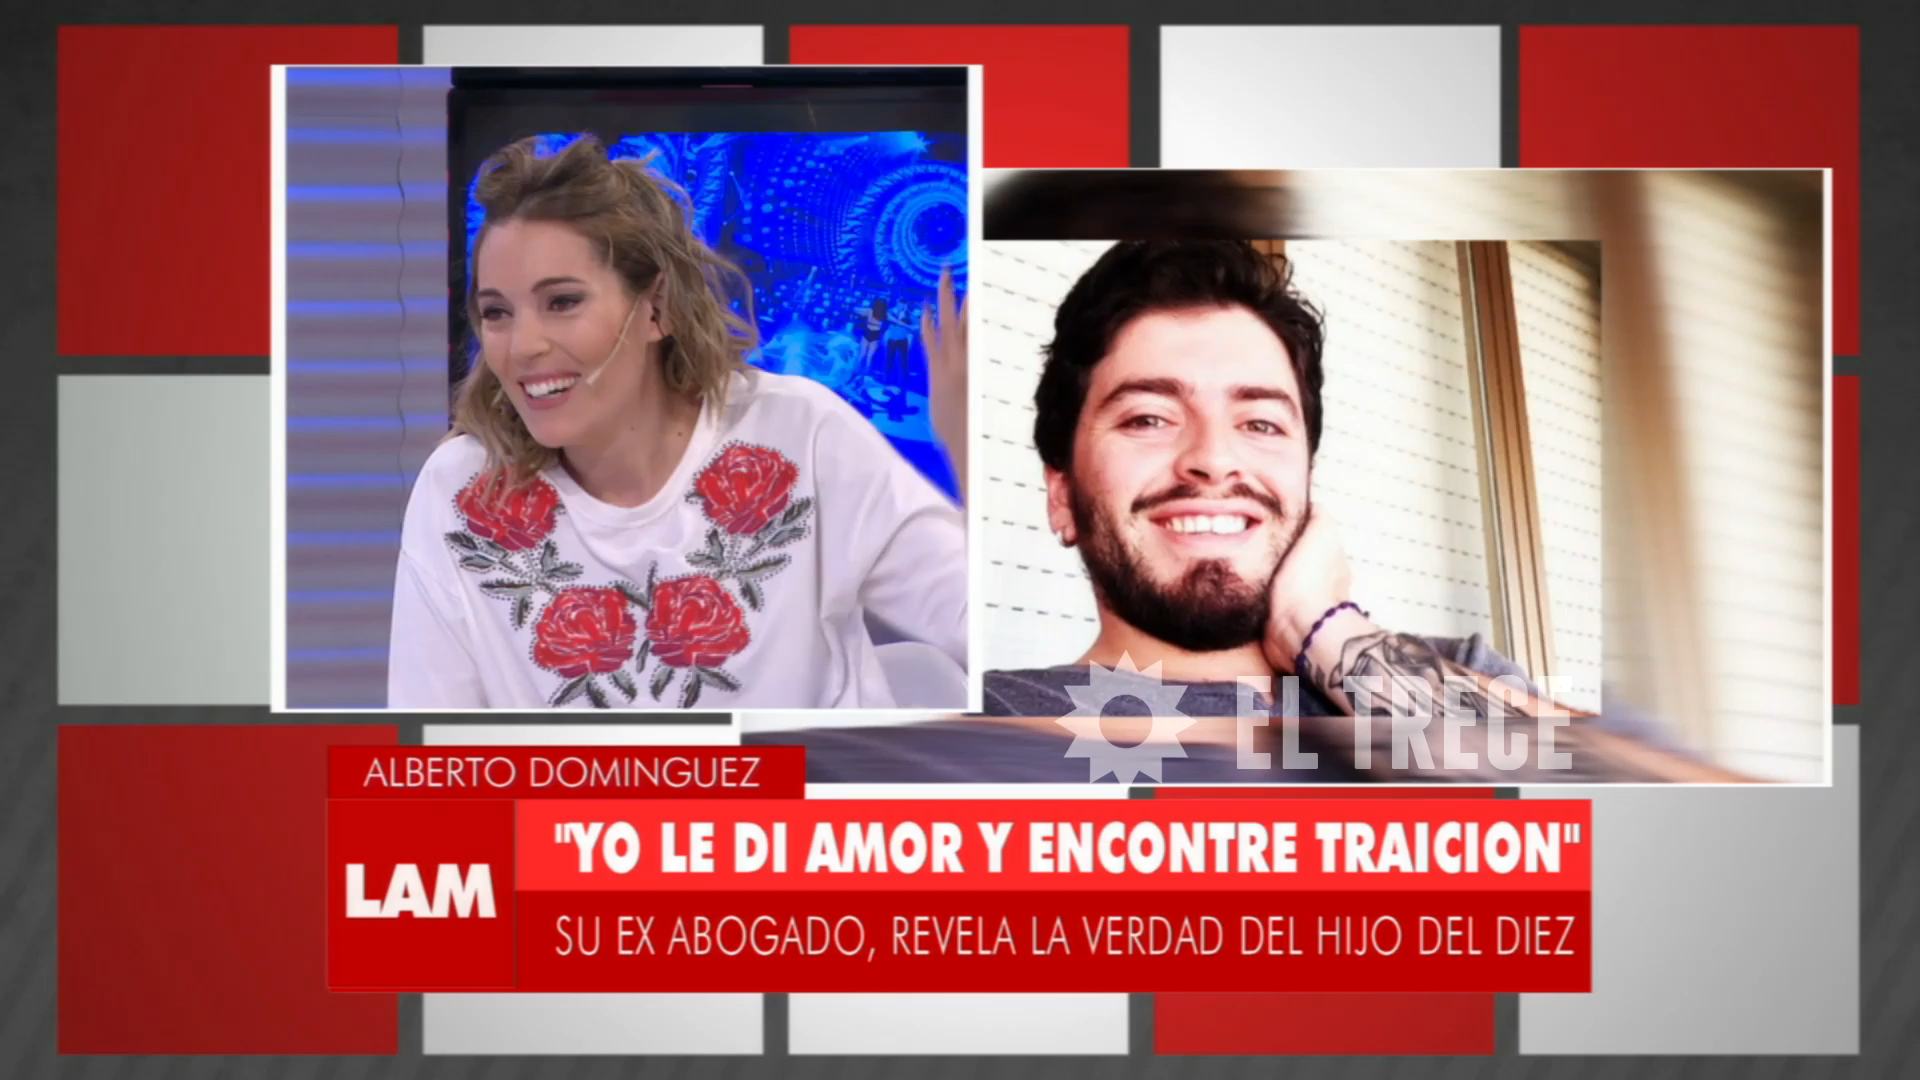 EL TRECE
ALBERTO DOMINGUEZ
LAM
"YO LE DI AMOR Y ENCONTRE TRAICION"
SU EX ABOGADO, REVELA LA VERDAD DEL HIJO DEL DIEZ